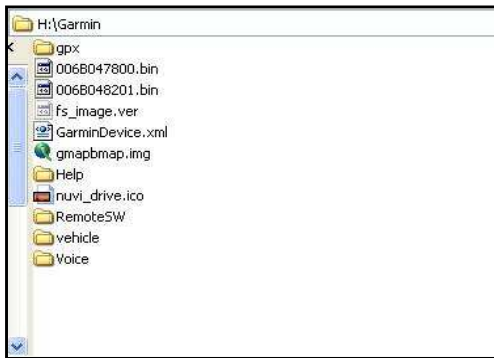 H:\Garmin
gpx
006B047800.bin
006B048201.bin
fs_image.ver
GarminDevice.xml
gmapbmap.img
Help
nuvi_drive.ico
RemoteSW
vehicle
Voice